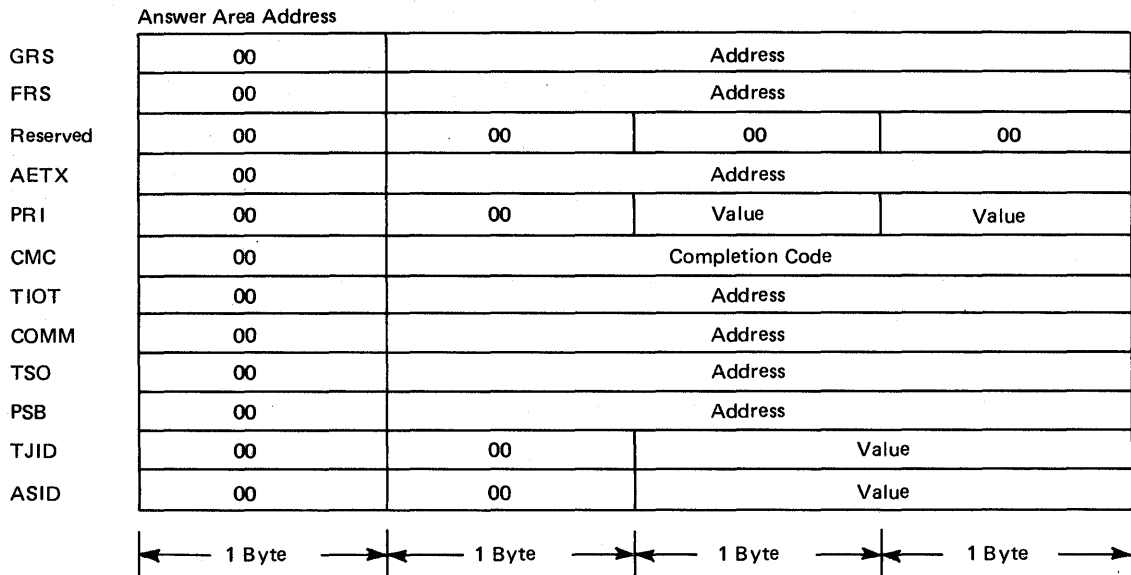 Answer Area Address
GRS 00 Address
FRS 00 Address
Reserved 00 00 00 00
AETX 00 Address
PRI 00 00 Value Value
CMC 00 Completion Code
TIOT 00 Address
COMM 00 Address
TSO 00 Address
PSB 00 Address
TJID 00 00 Value
ASID 00 00 Value
1 Byte 1 Byte 1 Byte 1 Byte